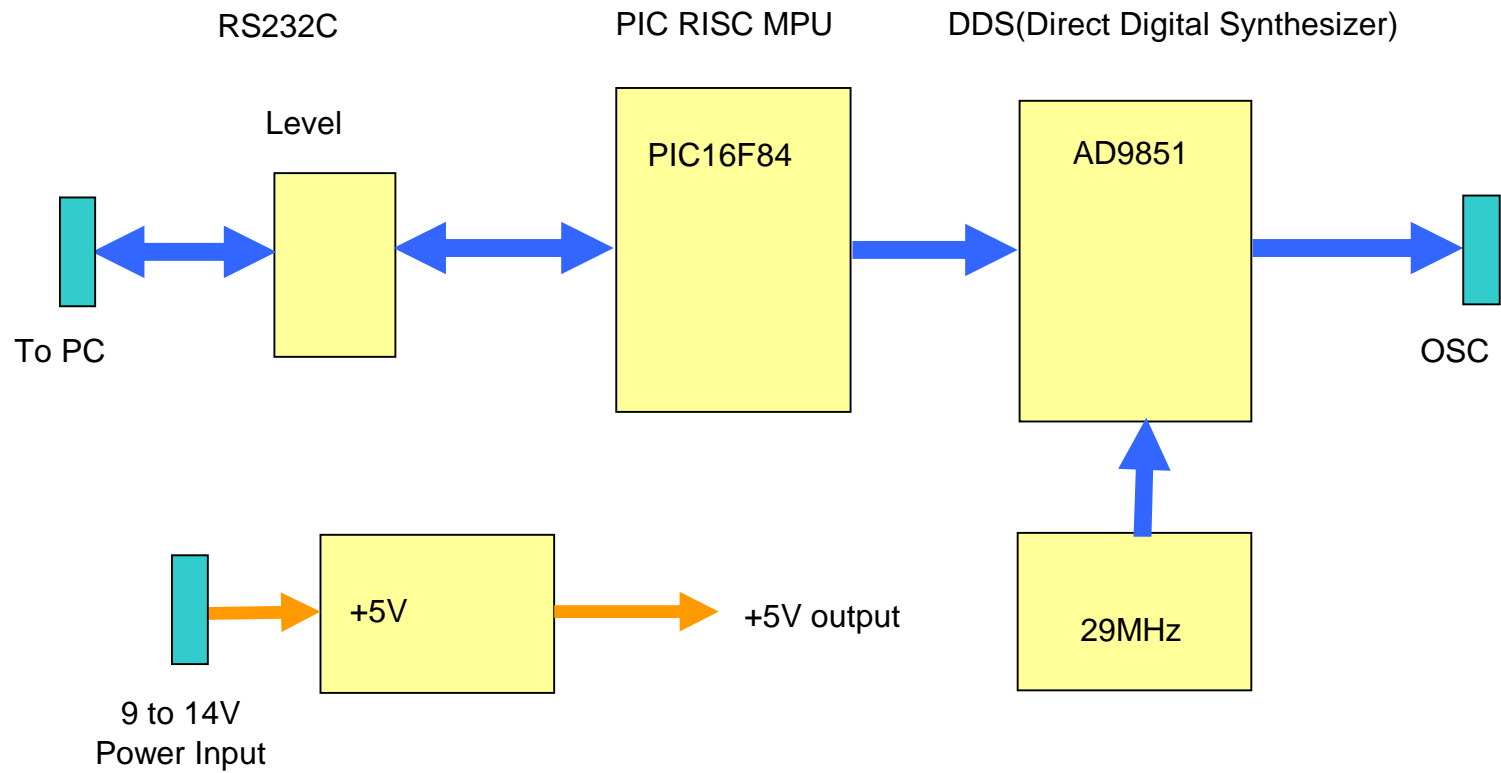 RS232C
PIC RISC MPU
DDS(Direct Digital Synthesizer)
Level
PIC16F84
AD9851
To PC
OSC
+5V
+5V output
29MHz
9 to 14V
Power Input